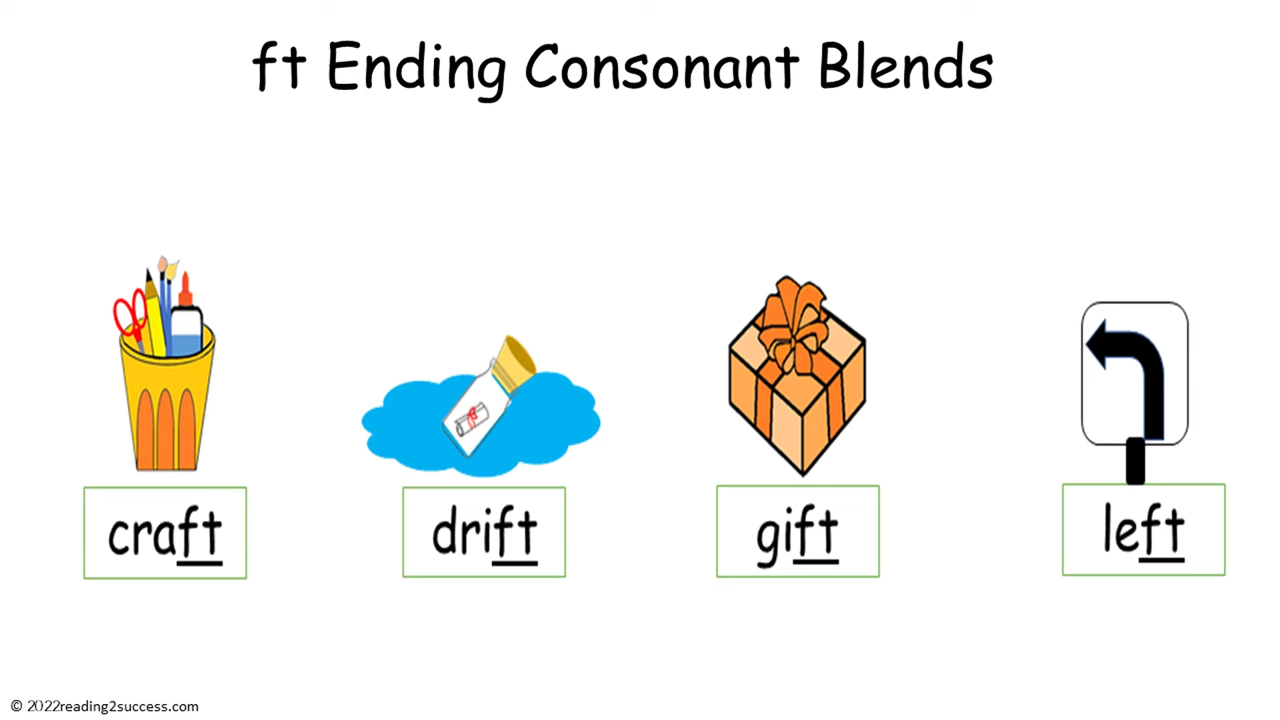 ft Ending Consonant Blends
craft
drift
gift
left
© 2022reading2success.com